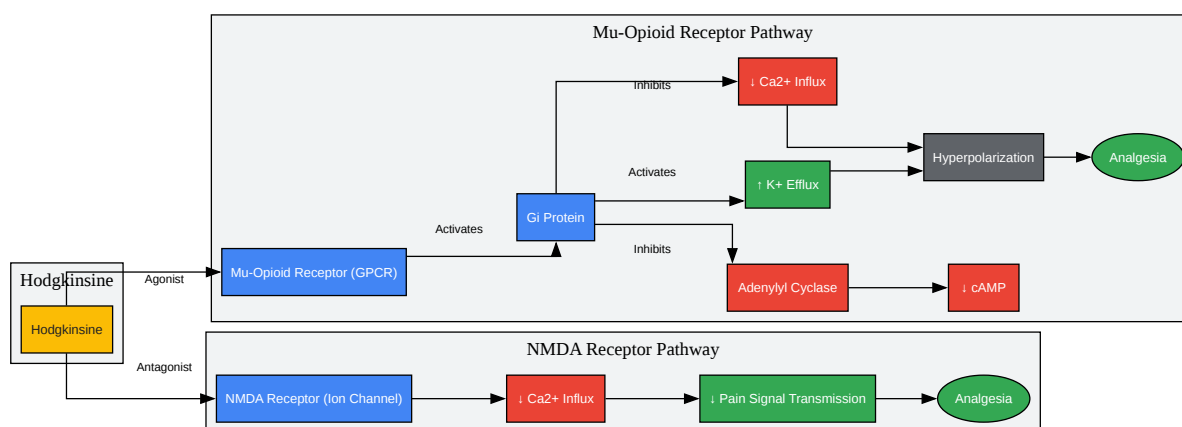 Mu-Opioid Receptor Pathway
Inhibits
↓ Ca2+ Influx
Hyperpolarization
Analgesia
Activates
↑ K+ Efflux
Gi Protein
Activates
Inhibits
Mu-Opioid Receptor (GPCR)
Adenylyl Cyclase
↓ cAMP
Hodgkinsine
Agonist
Hodgkinsine
Antagonist
NMDA Receptor Pathway
NMDA Receptor (Ion Channel)
↓ Ca2+ Influx
↓ Pain Signal Transmission
Analgesia